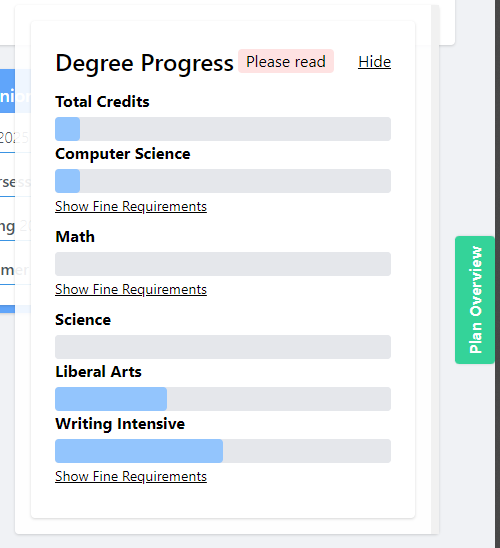 Degree Progress Please read Hide
Total Credits
Computer Science
Show Fine Requirements
Math
Show Fine Requirements
Science
Liberal Arts
Writing Intensive
Show Fine Requirements
Plan Overview